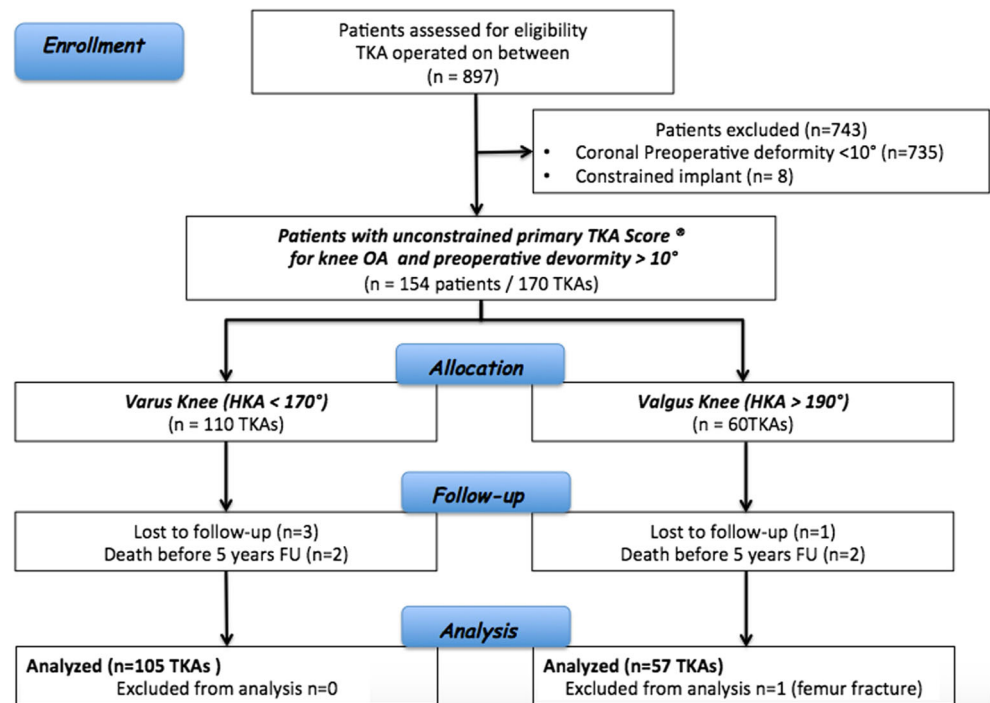 Enrollment
Patients assessed for eligibility
TKA operated on between
(n = 897)
Patients excluded (n=743)
• Coronal Preoperative deformity <10° (n=735)
• Constrained implant (n= 8)
Patients with unconstrained primary TKA Score ®
for knee OA and preoperative devormity > 10°
(n = 154 patients / 170 TKAs)
Allocation
Varus Knee (HKA < 170°)
(n = 110 TKAs)
Valgus Knee (HKA > 190°)
(n = 60TKAs)
Follow-up
Lost to follow-up (n=3)
Death before 5 years FU (n=2)
Lost to follow-up (n=1)
Death before 5 years FU (n=2)
Analysis
Analyzed (n=105 TKAs )
Excluded from analysis n=0
Analyzed (n=57 TKAs)
Excluded from analysis n=1 (femur fracture)